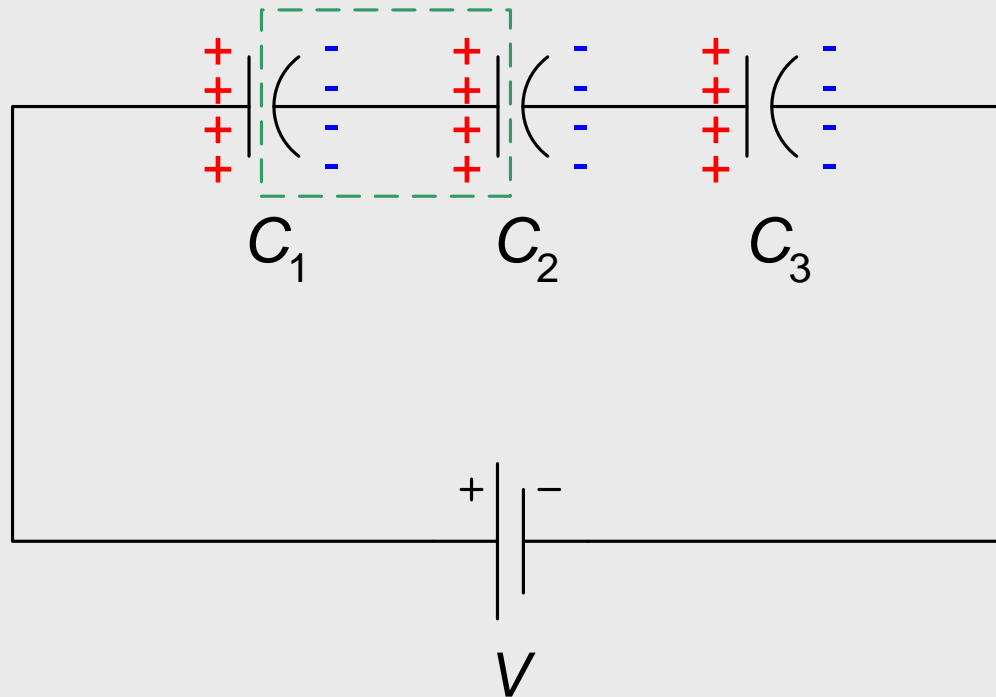 + - + - + -
+ - + - + -
+ - + - + -
+ - + - + -
C₁ C₂ C₃
+ −
V